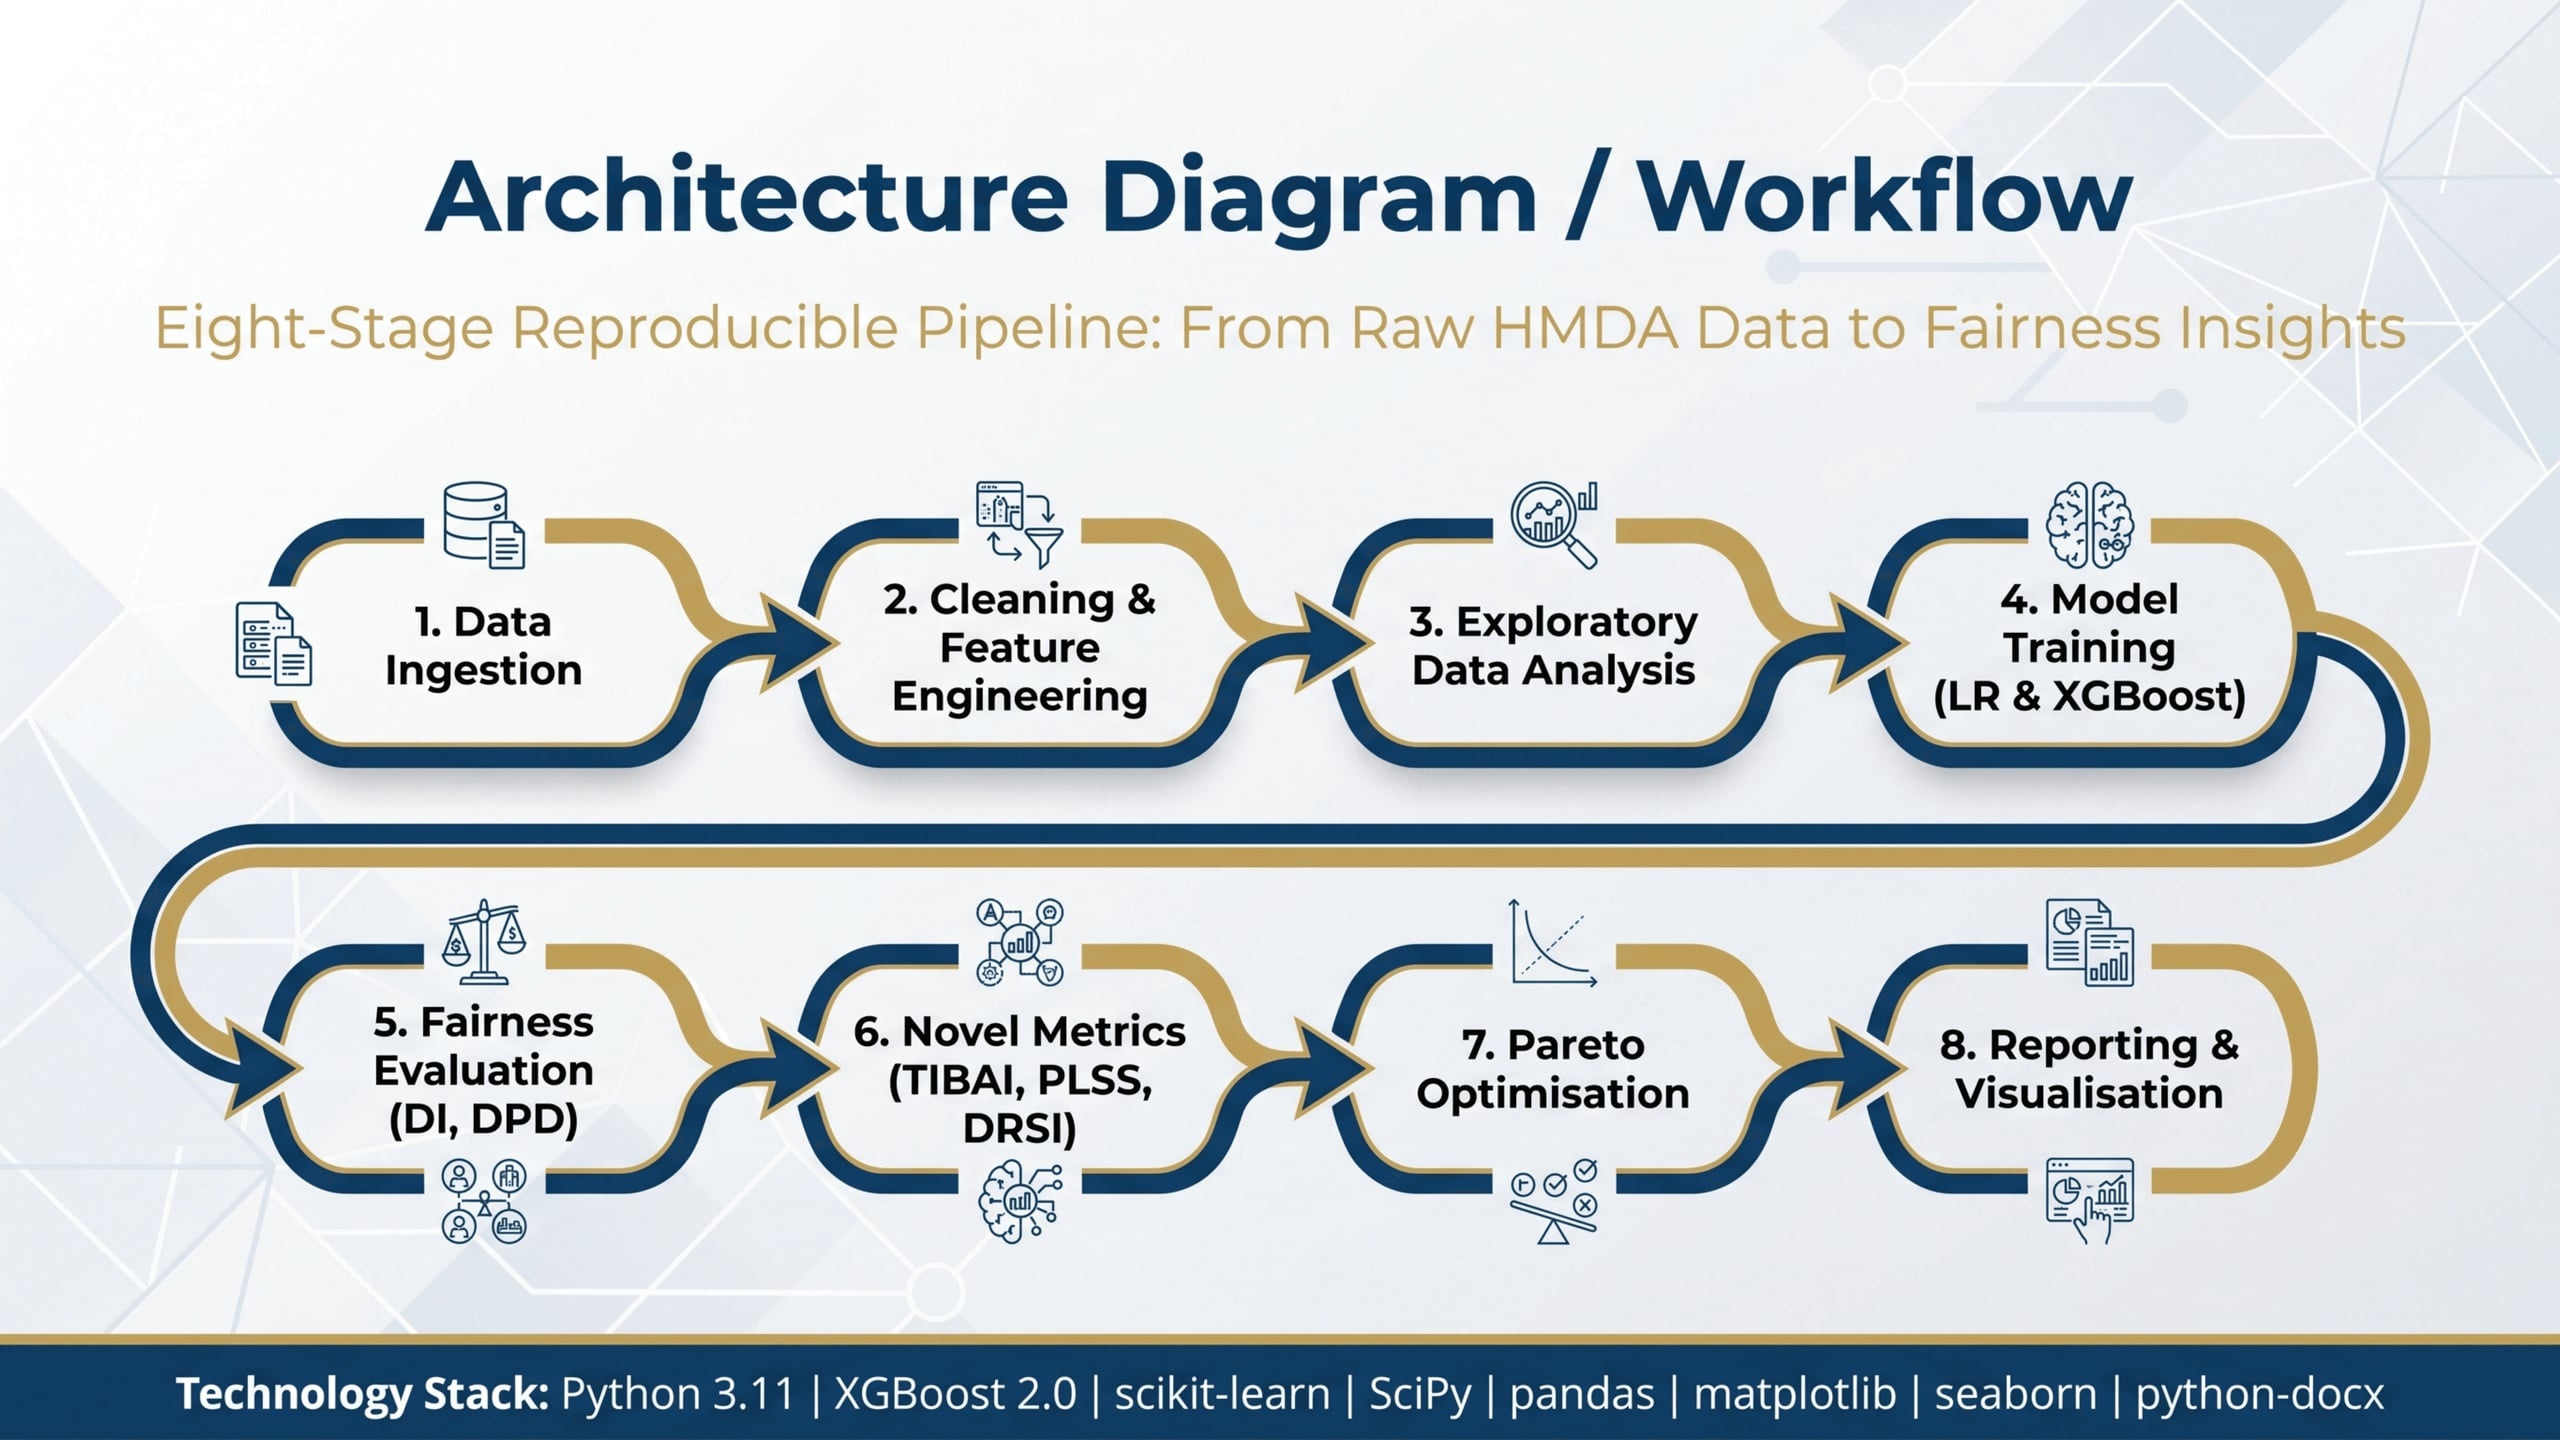 Architecture Diagram / Workflow
Eight-Stage Reproducible Pipeline: From Raw HMDA Data to Fairness Insights
1. Data
Ingestion
2. Cleaning &
Feature
Engineering
3. Exploratory
Data Analysis
4. Model
Training
(LR & XGBoost)
5. Fairness
Evaluation
(DI, DPD)
6. Novel Metrics
(TIBAI, PLSS,
DRSI)
7. Pareto
Optimisation
8. Reporting &
Visualisation
Technology Stack: Python 3.11 | XGBoost 2.0 | scikit-learn | SciPy | pandas | matplotlib | seaborn | python-docx